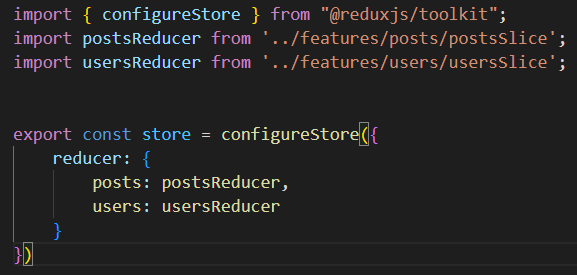 import { configureStore } from "@reduxjs/toolkit";
import postsReducer from '../features/posts/postsSlice';
import usersReducer from '../features/users/usersSlice';
export const store = configureStore({
    reducer: {
        posts: postsReducer,
        users: usersReducer
    }
})